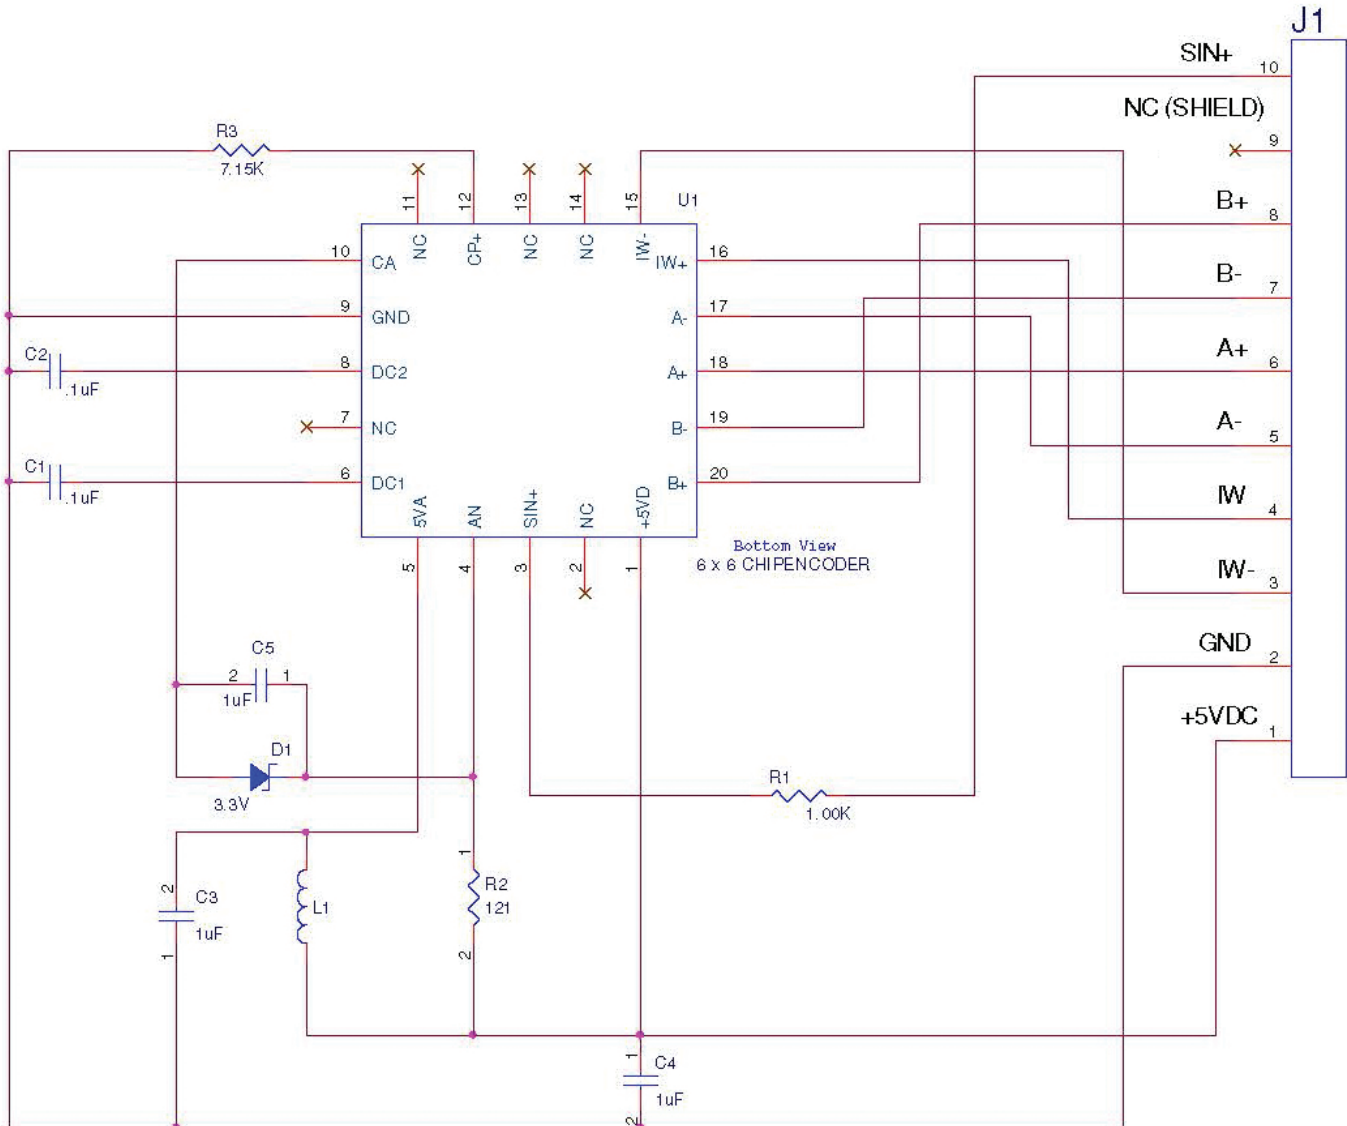 J1
SIN+
10
NC (SHIELD)
9
R3
7.15K
B+
8
11
12
13
14
15
U1
NC
CP+
NC
NC
IW-
10
CA
IW+
16
B-
7
9
GND
A-
17
C2
.1uF
8
DC2
A+
18
A+
6
7
NC
B-
19
A-
5
C1
.1uF
6
DC1
B+
20
5VA
AN
SIN+
NC
+5VD
IW
4
Bottom View
6 x 6 CHIPENCODER
5
4
3
2
1
IW-
3
GND
2
C5
2
1
1uF
+5VDC
1
D1
3.3V
R1
1.00K
1
R2
121
2
2
C3
1uF
1
L1
1
C4
1uF
2